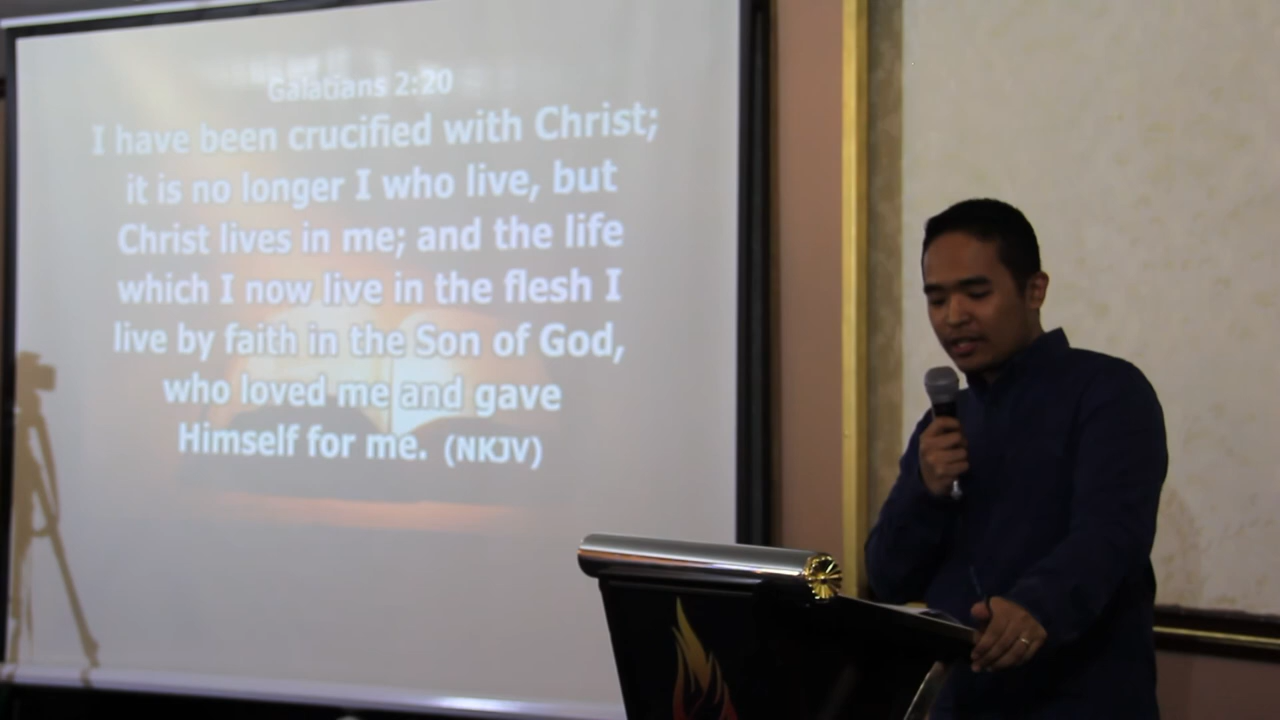 Galatians 2:20
I have been crucified with Christ;
it is no longer I who live, but
Christ lives in me; and the life
which I now live in the flesh I
live by faith in the Son of God,
who loved me and gave
Himself for me. (NKJV)